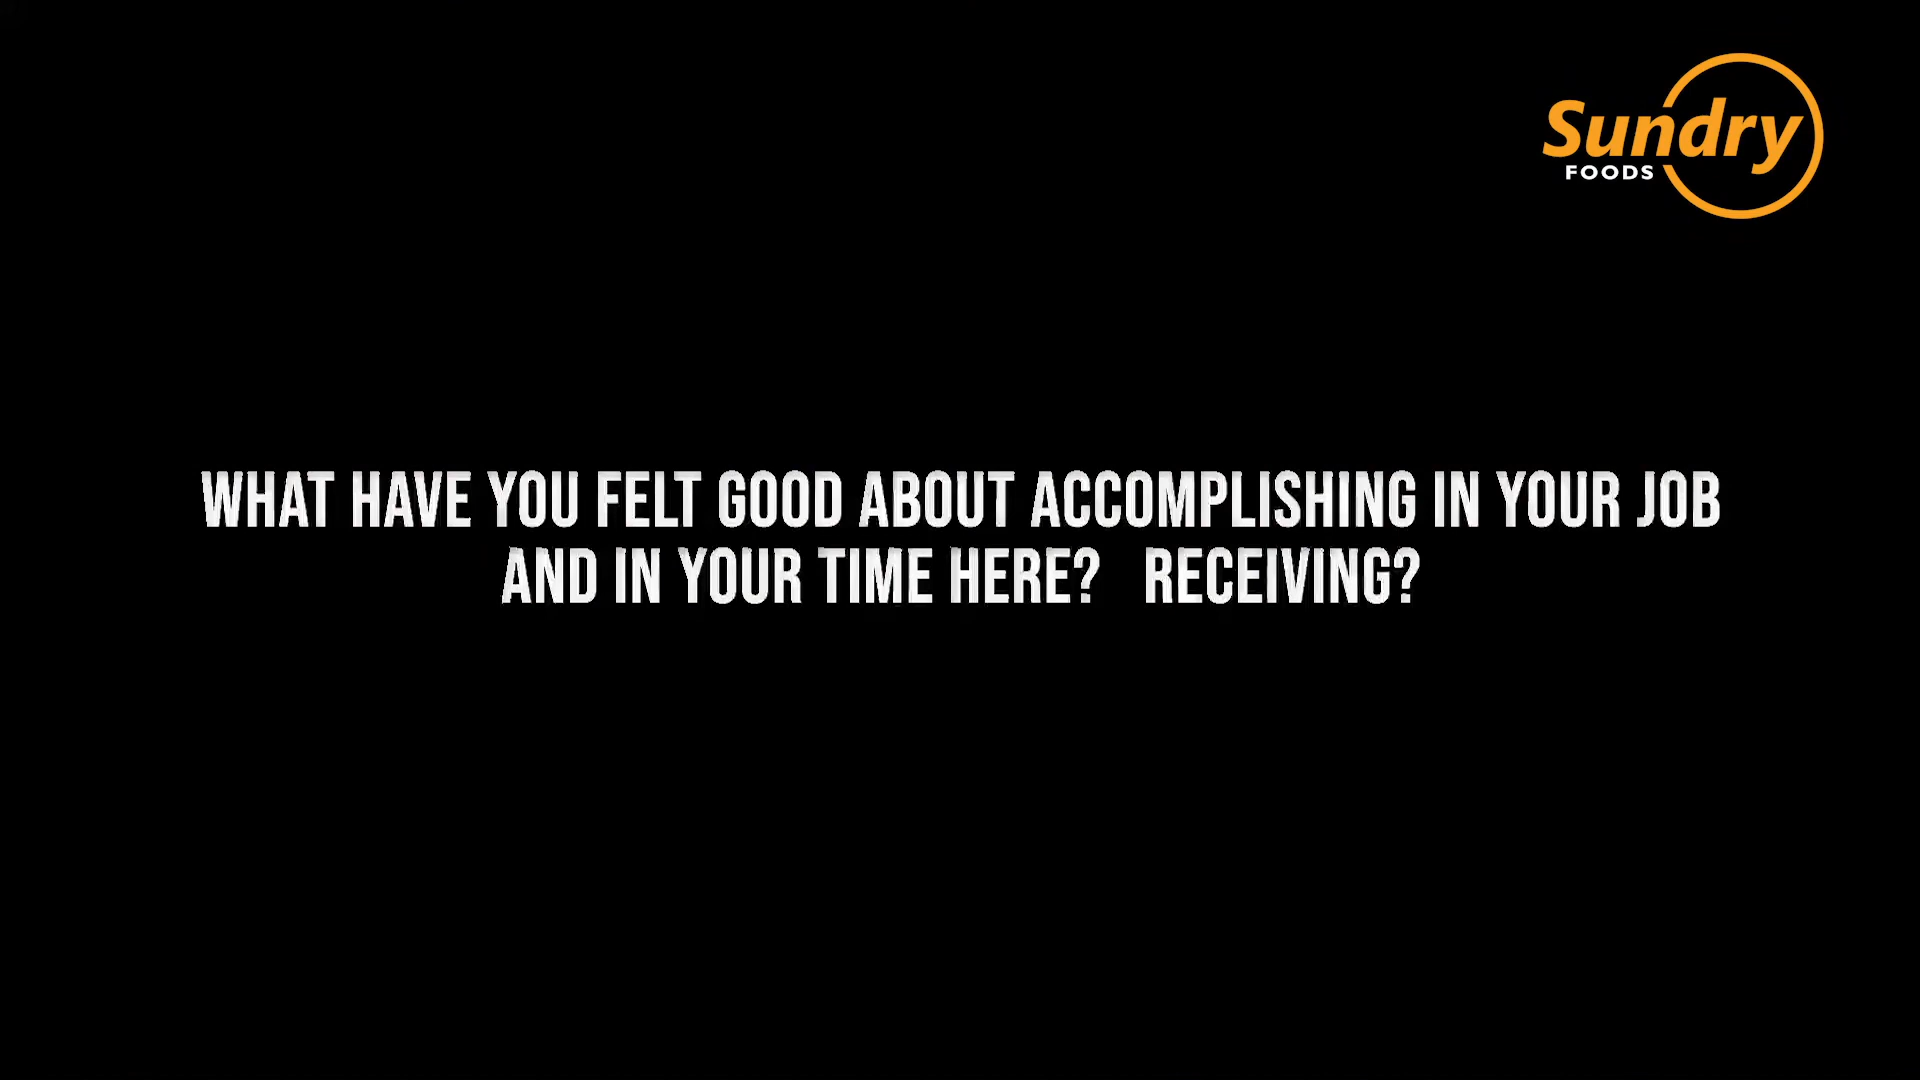 Sundry
FOODS
WHAT HAVE YOU FELT GOOD ABOUT ACCOMPLISHING IN YOUR JOB
AND IN YOUR TIME HERE? RECEIVING?